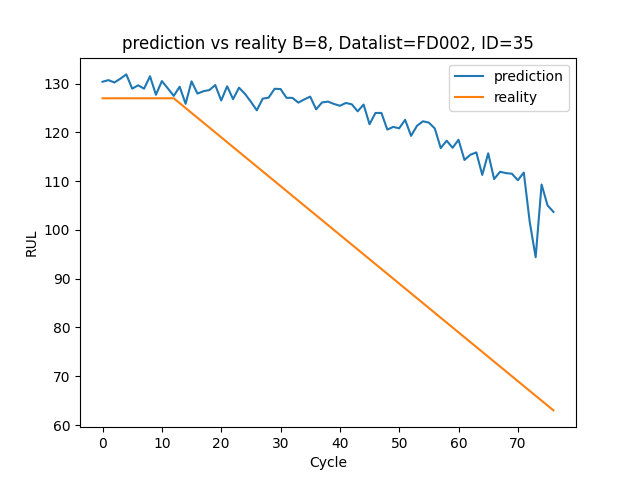 prediction vs reality B=8, Datalist=FD002, ID=35
prediction
reality
RUL
130
120
110
100
90
80
70
60
0 10 20 30 40 50 60 70
Cycle